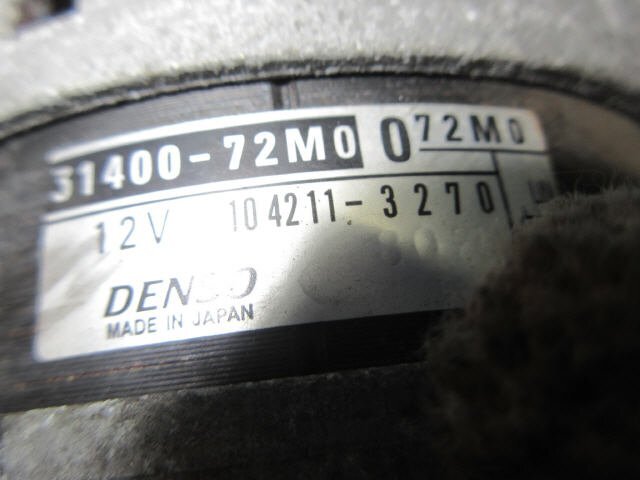 31400-72M0 0 72M0
12V 104211-3270
DENSO
MADE IN JAPAN